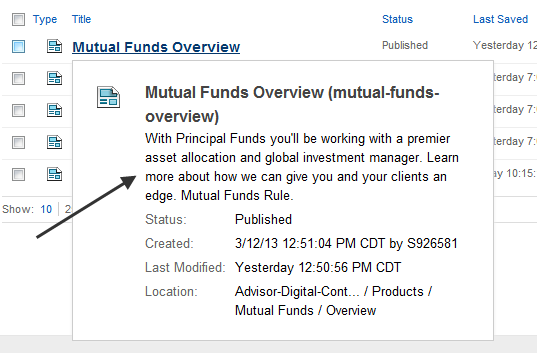 Type Title Status Last Saved
Mutual Funds Overview Published Yesterday 12
Mutual Funds Overview (mutual-funds-
overview)
With Principal Funds you'll be working with a premier
asset allocation and global investment manager. Learn
more about how we can give you and your clients an
edge. Mutual Funds Rule.
Status: Published
Created: 3/12/13 12:51:04 PM CDT by S926581
Last Modified: Yesterday 12:50:56 PM CDT
Location: Advisor-Digital-Cont... / Products /
Mutual Funds / Overview
terday 7:0
terday 7:
terday 7:
ay 10:15:
Show: 10 2